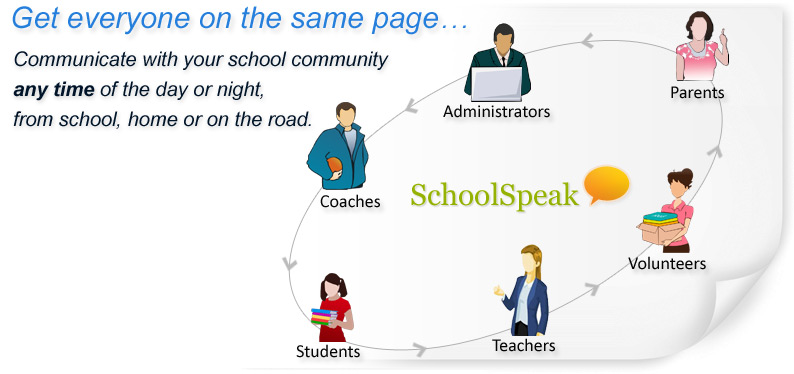 Get everyone on the same page…
Communicate with your school community
any time of the day or night,
from school, home or on the road.
Parents
Administrators
Coaches
SchoolSpeak
Volunteers
Students
Teachers